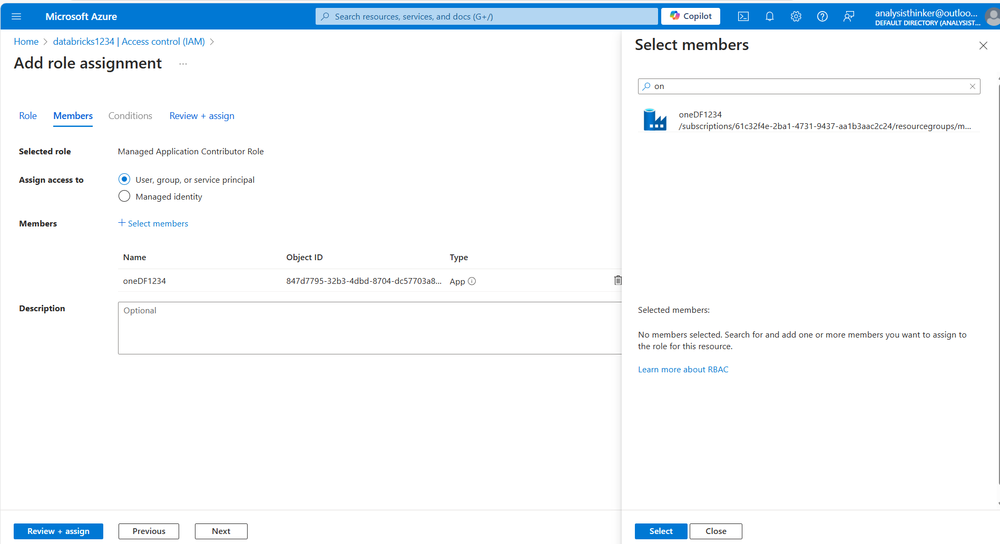 Microsoft Azure
Search resources, services, and docs (G+/)
Copilot
analysisthinker@outloo...
DEFAULT DIRECTORY (ANALYSIST...
Home > databricks1234 | Access control (IAM) >
Add role assignment ...
Role Members Conditions Review + assign
Selected role Managed Application Contributor Role
Assign access to User, group, or service principal
Managed identity
Members + Select members
Name Object ID Type
oneDF1234 847d7795-32b3-4dbd-8704-dc57703a8... App
Description Optional
Review + assign Previous Next
Select members
on
oneDF1234
/subscriptions/61c32f4e-2ba1-4731-9437-aa1b3aac2c24/resourcegroups/m...
Selected members:
No members selected. Search for and add one or more members you want to assign to
the role for this resource.
Learn more about RBAC
Select Close